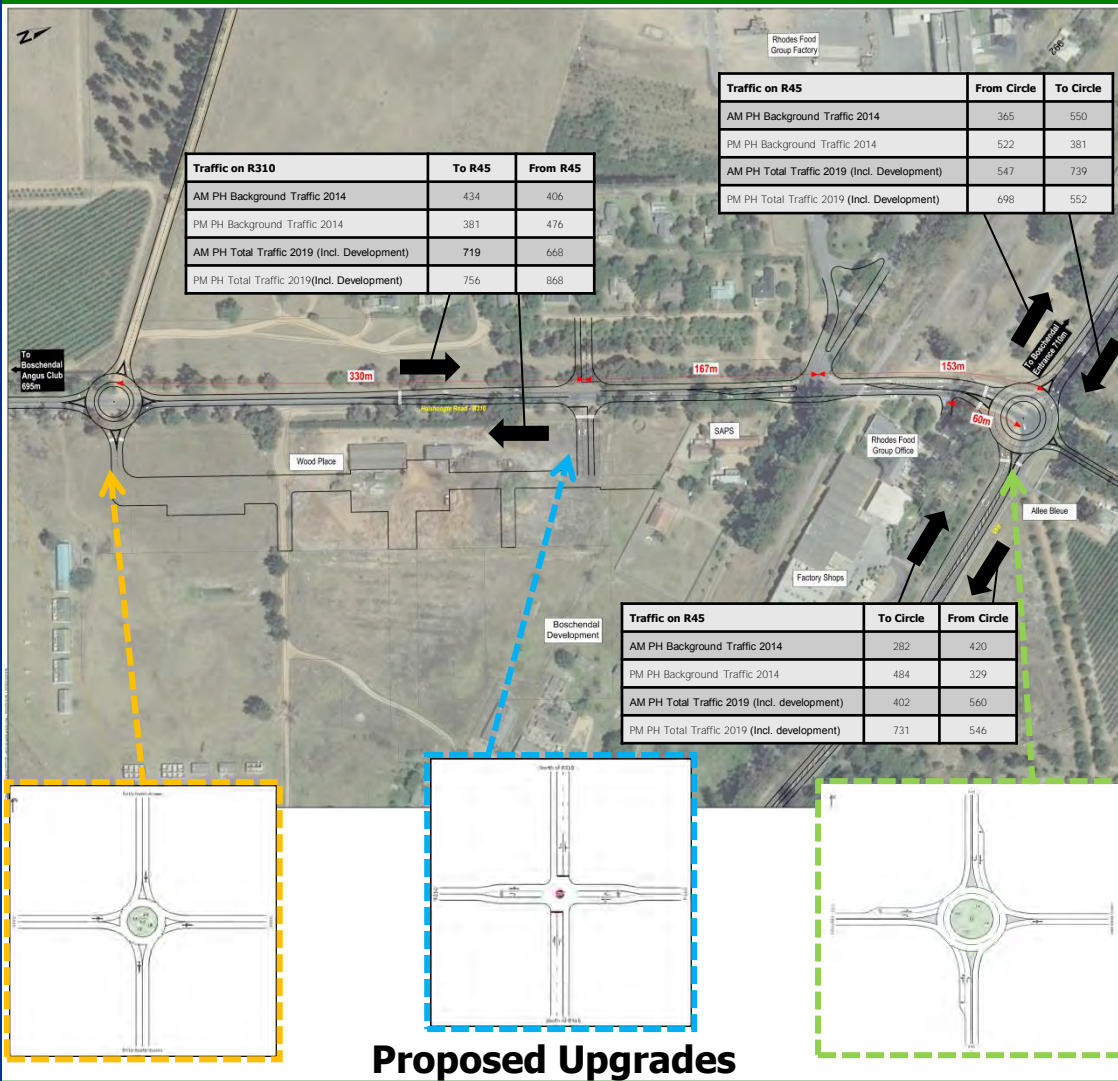 Z
Rhodes Food
Group Factory
Traffic on R45 From Circle To Circle
AM PH Background Traffic 2014 365 550
PM PH Background Traffic 2014 522 381
AM PH Total Traffic 2019 (Incl. Development) 547 739
PM PH Total Traffic 2019 (Incl. Development) 698 552
Traffic on R310 To R45 From R45
AM PH Background Traffic 2014 434 406
PM PH Background Traffic 2014 381 476
AM PH Total Traffic 2019 (Incl. Development) 719 668
PM PH Total Traffic 2019(Incl. Development) 756 868
To
Boschendal
Angus Club
695m
To Boschendal
Entrance 710m
330m
167m
153m
60m
Wood Place
SAPS
Rhodes Food
Group Office
Allee Bleue
Factory Shops
Boschendal
Development
Traffic on R45 To Circle From Circle
AM PH Background Traffic 2014 282 420
PM PH Background Traffic 2014 484 329
AM PH Total Traffic 2019 (Incl. development) 402 560
PM PH Total Traffic 2019 (Incl. development) 731 546
Proposed Upgrades